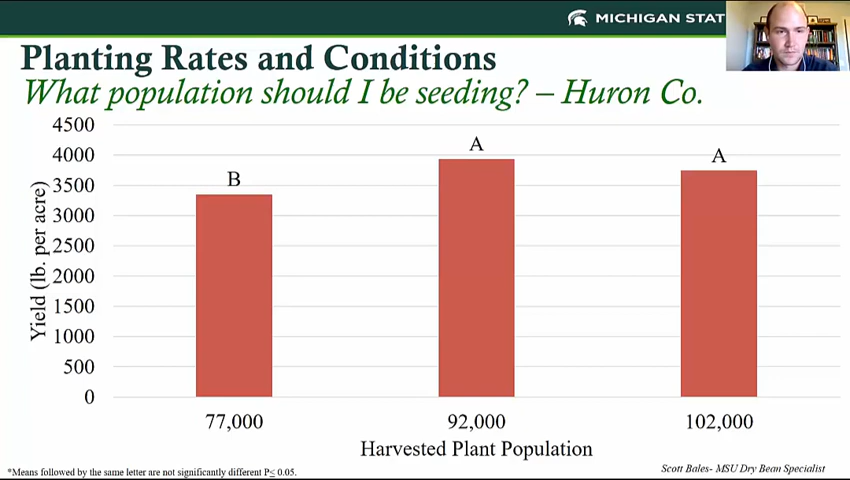 MICHIGAN STAT
Planting Rates and Conditions
What population should I be seeding? – Huron Co.
4500
4000
3500
3000
2500
2000
1500
1000
500
0
Yield (lb. per acre)
B
A
A
77,000
92,000
102,000
Harvested Plant Population
*Means followed by the same letter are not significantly different P≤ 0.05.
Scott Bales- MSU Dry Bean Specialist